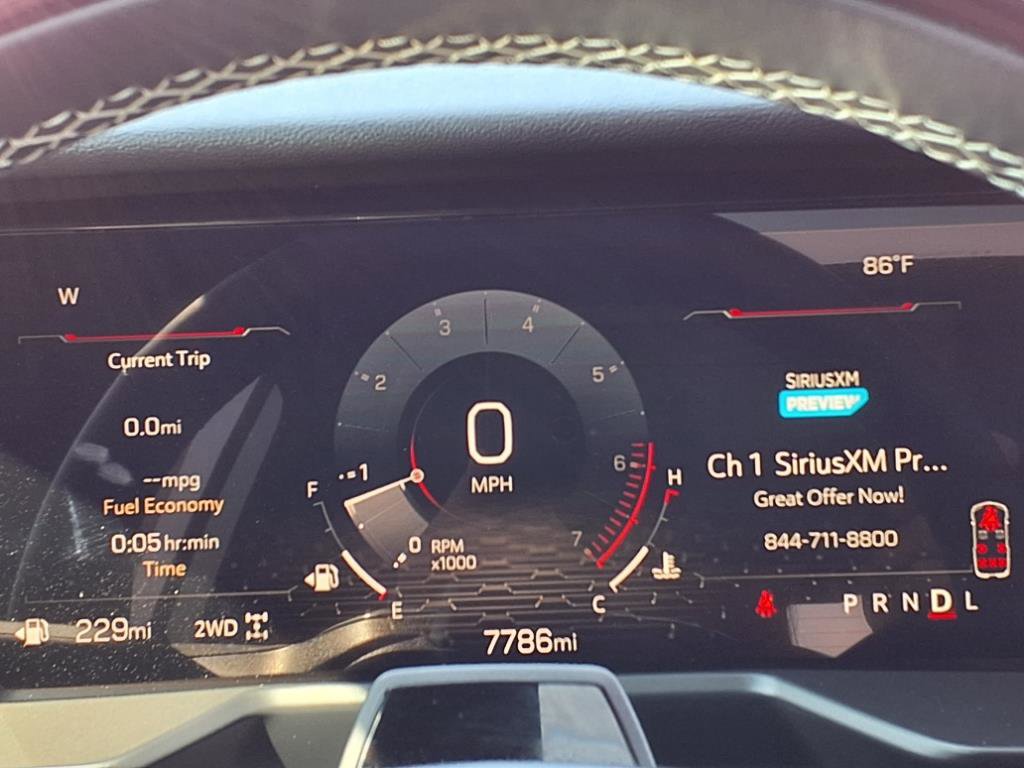 W
86°F
Current Trip
0.0mi
--mpg
Fuel Economy
0:05 hr:min
Time
229mi
2WD
0
1
2
3
4
5
6
7
0
MPH
RPM
x1000
F
E
H
C
7786mi
SIRIUSXM
PREVIEW
Ch 1 SiriusXM Pr...
Great Offer Now!
844-711-8800
P R N D L